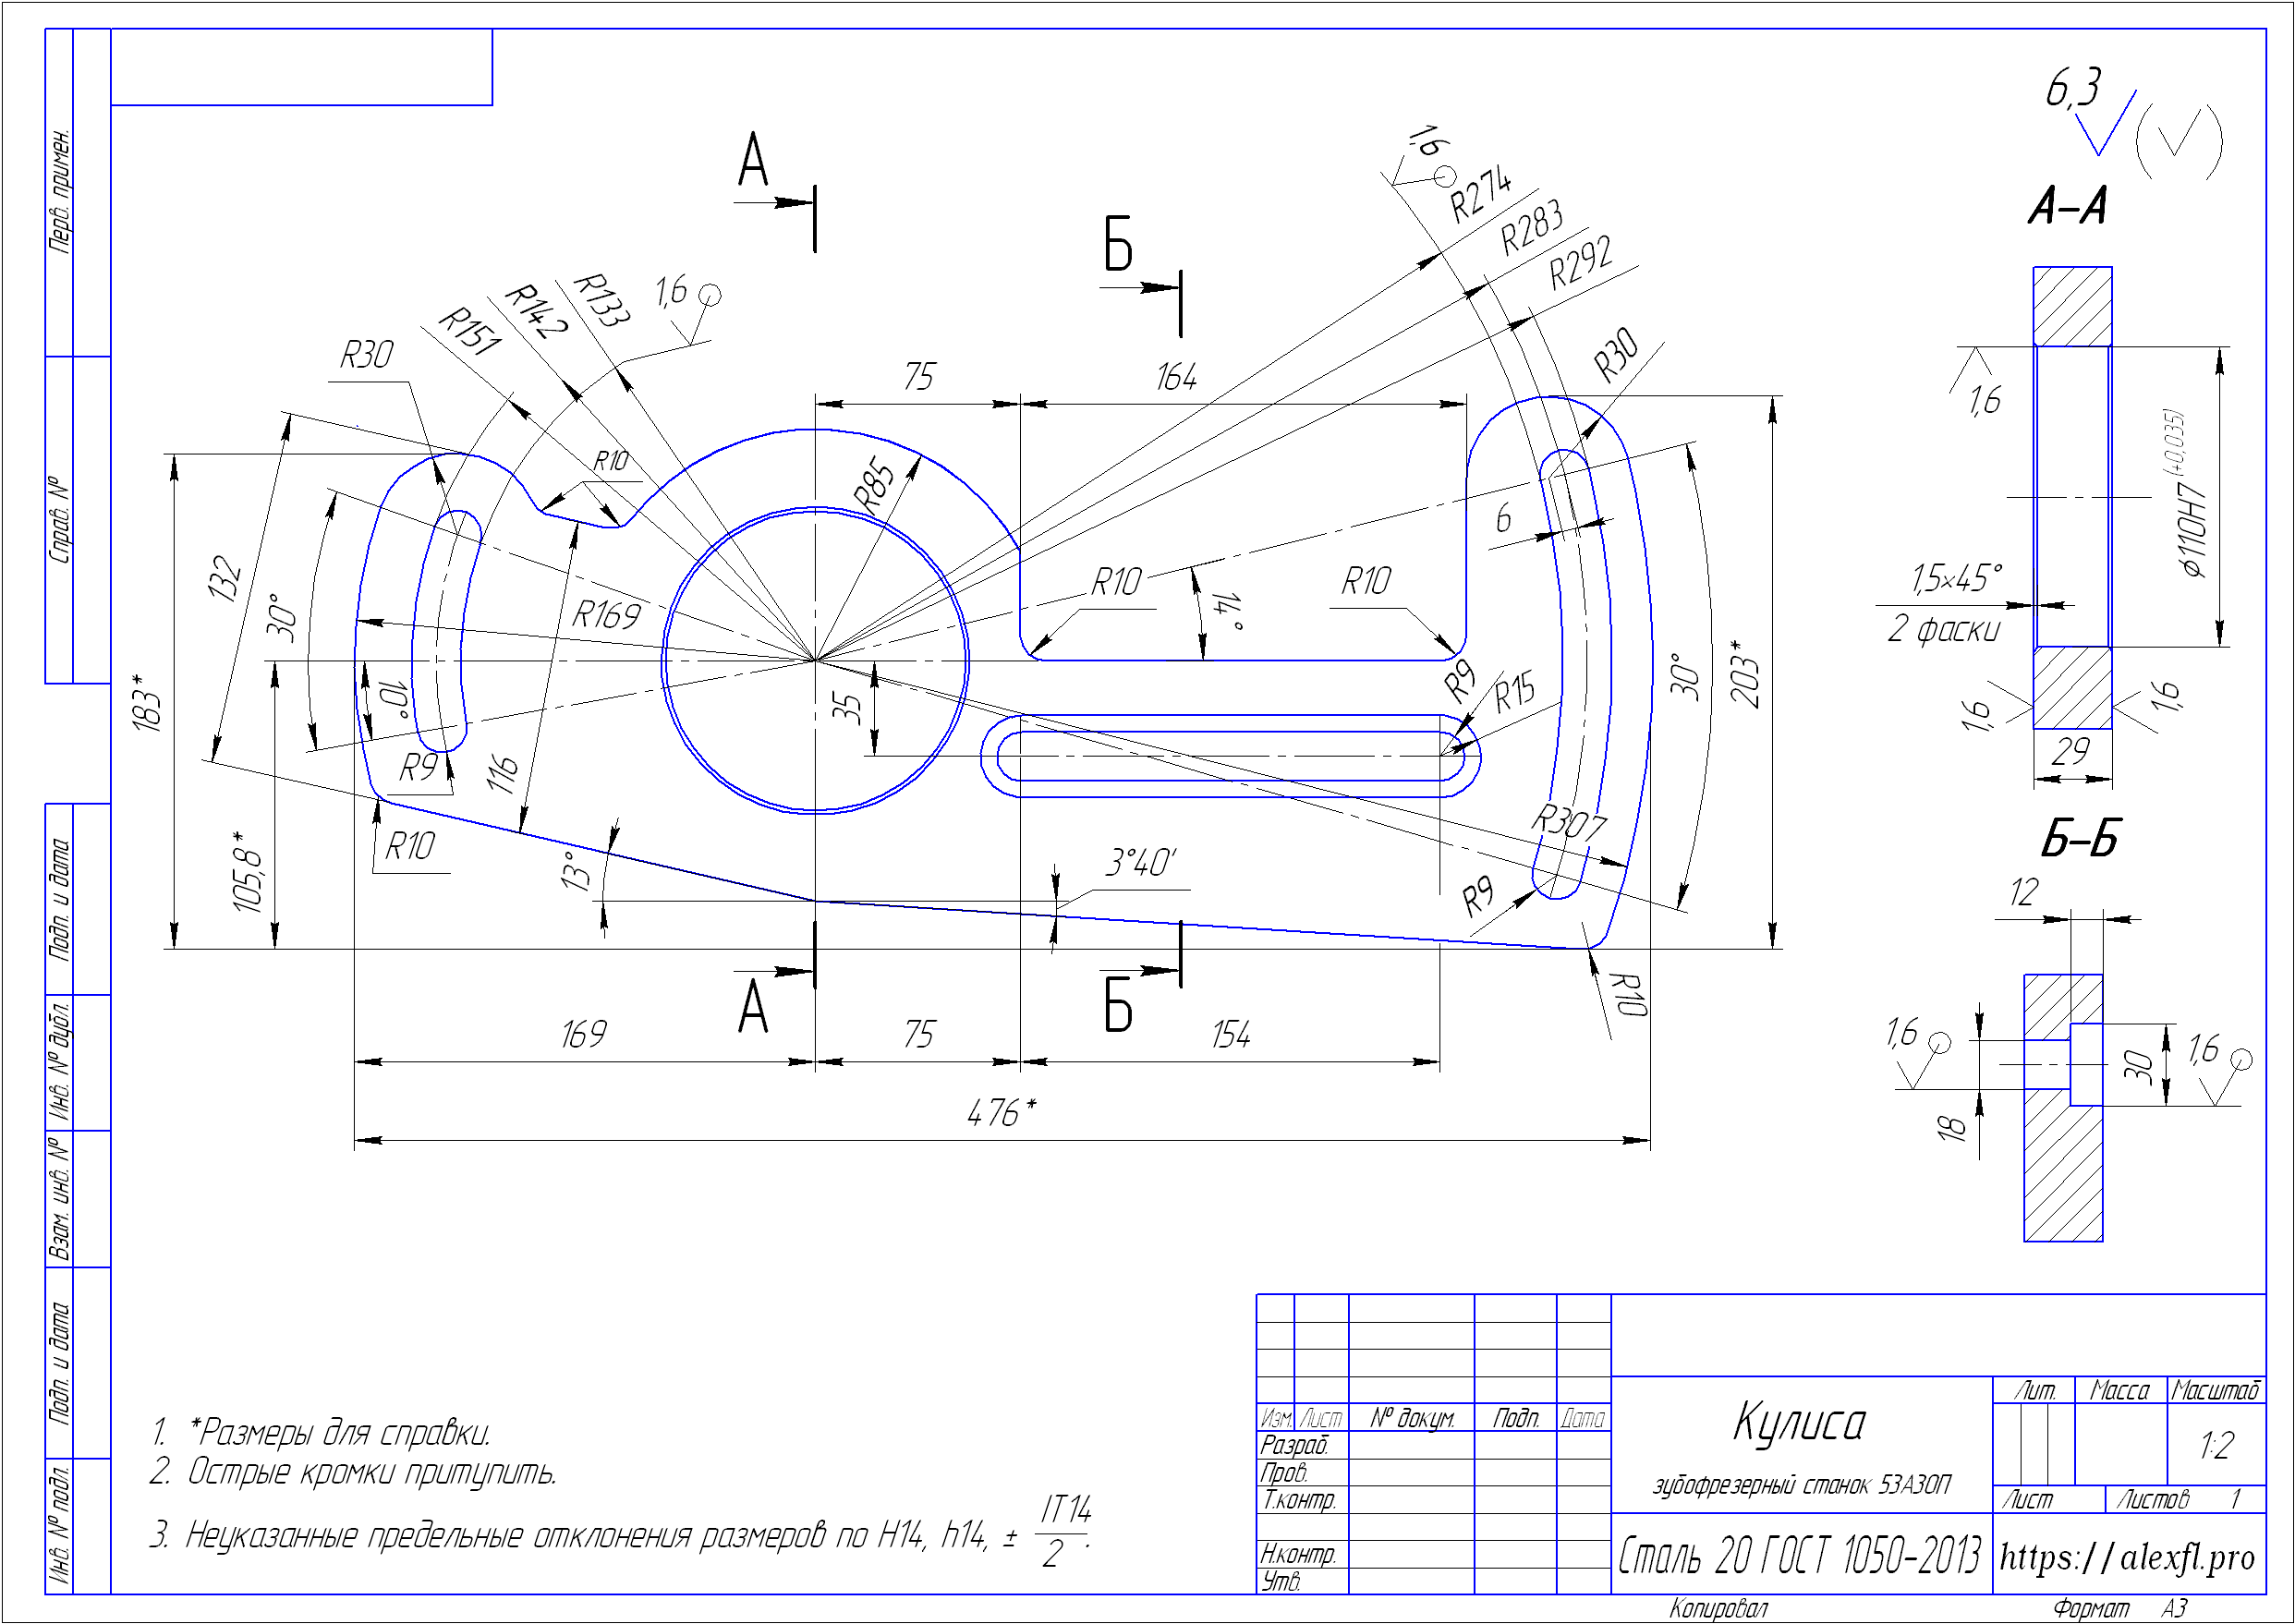 6,3
А
Б
1,6
R274
R283
R292
R133
R142
R151
1,6
R30
R30
75
164
R10
R85
132
30°
R169
R10
R10
6
14°
183*
10°
R9
116
105,8*
R10
13°
35
R9
R15
30°
203*
R307
3°40'
R9
R10
А
Б
169
75
154
476*
А–А
1,6
ϕ110H7(+0,035)
1,5×45°
2 фаски
1,6
1,6
29
Б–Б
12
1,6
18
30
1,6
1. *Размеры для справки.
2. Острые кромки притупить.
3. Неуказанные предельные отклонения размеров по H14, h14, ± IT14/2.
Перв. примен.
Справ. №
Подп. и дата
Инв. № дубл.
Взам. инв. №
Подп. и дата
Инв. № подл.
Изм. Лист № докум. Подп. Дата
Разраб.
Пров.
Т.контр.
Н.контр.
Утв.
Кулиса
зубофрезерный станок 53А30П
Лит. Масса Масштаб
1:2
Лист Листов 1
Сталь 20 ГОСТ 1050-2013
https://alexfl.pro
Копировал Формат А3